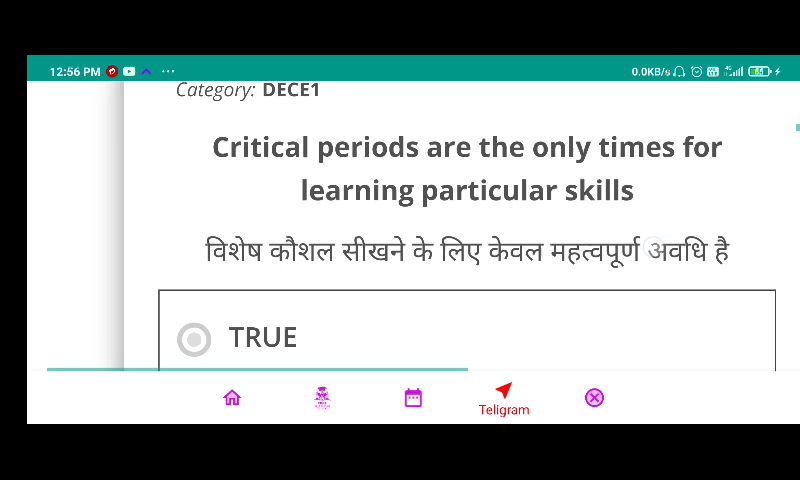 12:56 PM ... 0.0KB/s 4G
Category: DECE1
Critical periods are the only times for
learning particular skills
विशेष कौशल सीखने के लिए केवल महत्वपूर्ण अवधि है
TRUE
Teligram